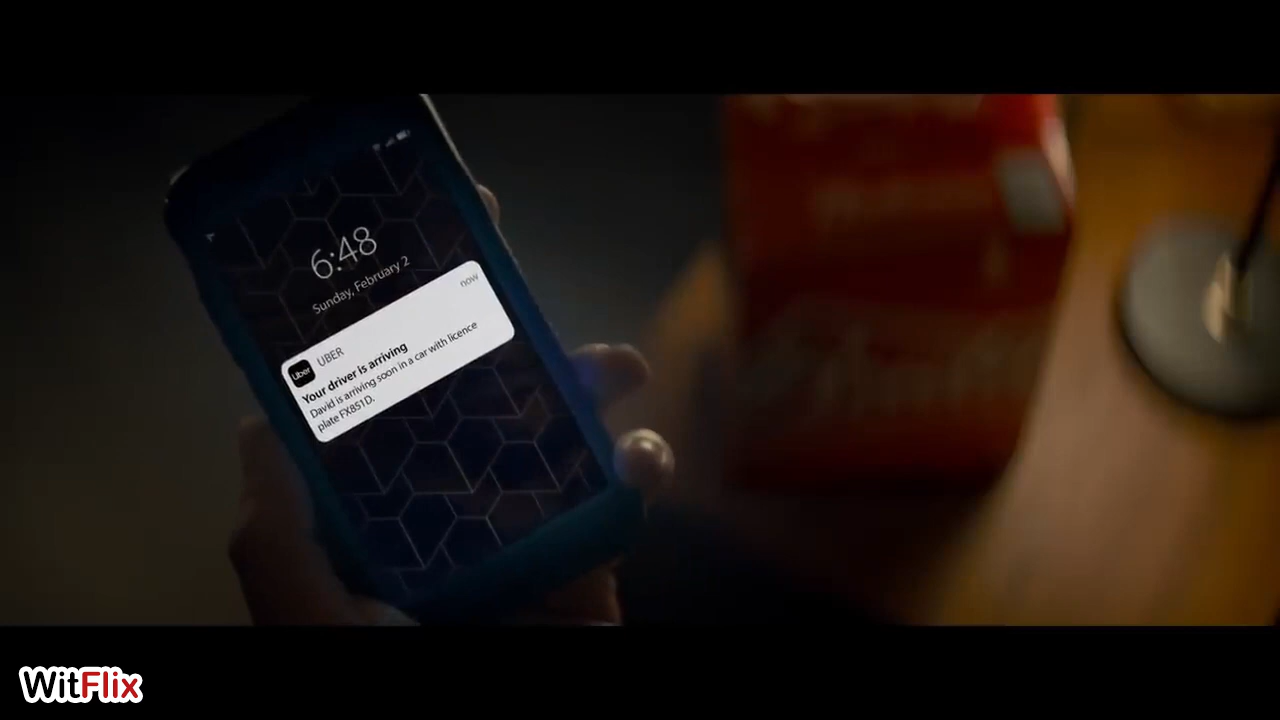 6:48
Sunday, February 2
now
Uber
UBER
Your driver is arriving
David is arriving soon in a car with licence
plate FX851D.
WitFlix